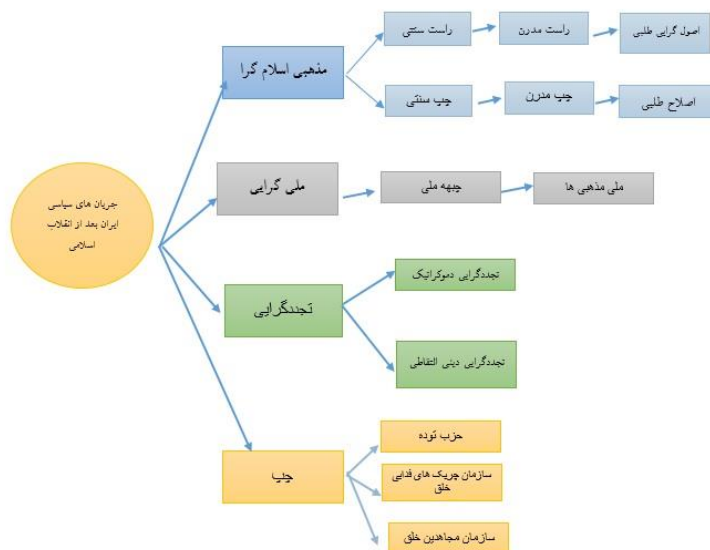 راست سنتی
راست مدرن
اصول گرایی طلبی
مذهبی اسلام گرا
چپ سنتی
چپ مدرن
اصلاح طلبی
ملی گرایی
جبهه ملی
ملی مذهبی ها
جریان های سیاسی
ایران بعد از انقلاب
اسلامی
تجددگرایی
تجددگرایی دموکراتیک
تجددگرایی دینی التقاطی
چپ
حزب توده
سازمان چریک های فدایی
خلق
سازمان مجاهدین خلق